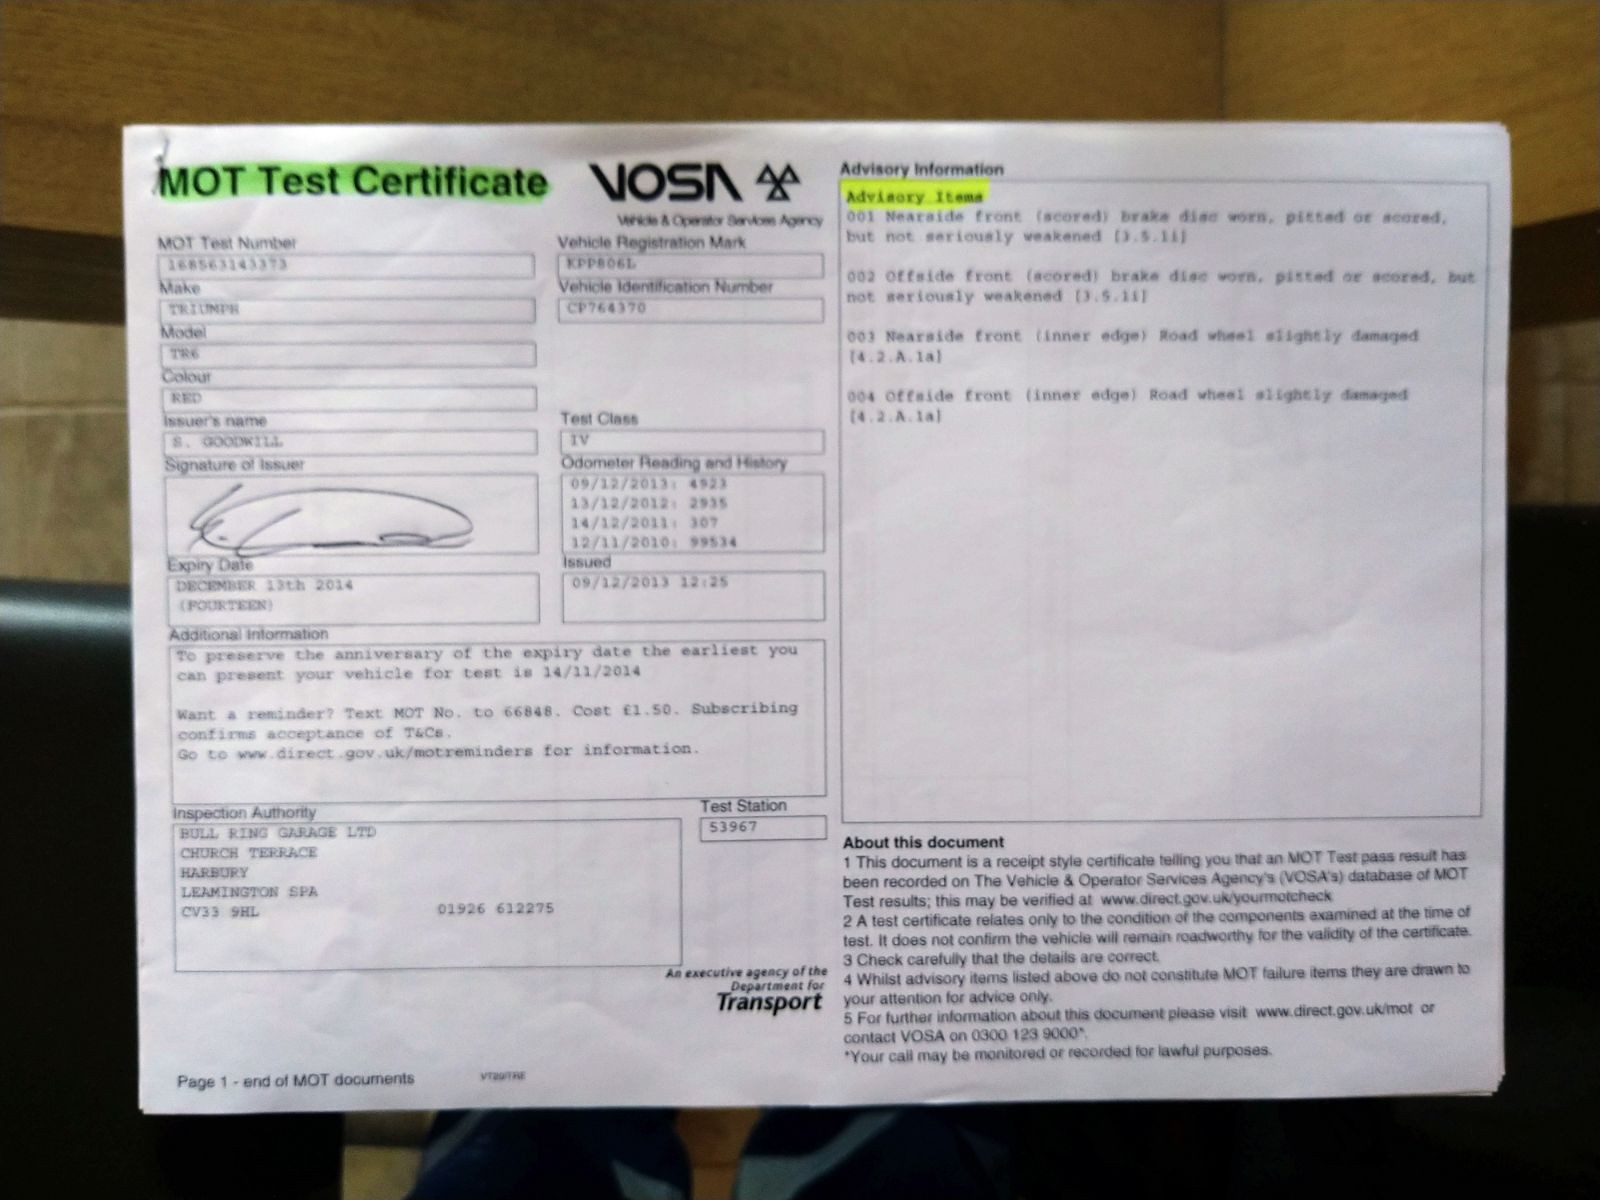 MOT Test Certificate
VOSA
Vehicle & Operator Services Agency
MOT Test Number
168563143373
Vehicle Registration Mark
KPP806L
Make
TRIUMPH
Vehicle Identification Number
CP764370
Model
TR6
Colour
RED
Issuer's name
S. GOODWILL
Test Class
IV
Signature of Issuer
Odometer Reading and History
09/12/2013: 4923
13/12/2012: 2935
14/12/2011: 307
12/11/2010: 99534
Expiry Date
DECEMBER 13th 2014
(FOURTEEN)
Issued
09/12/2013 12:25
Additional Information
To preserve the anniversary of the expiry date the earliest you
can present your vehicle for test is 14/11/2014
Want a reminder? Text MOT No. to 66848. Cost £1.50. Subscribing
confirms acceptance of T&Cs.
Go to www.direct.gov.uk/motreminders for information.
Inspection Authority
BULL RING GARAGE LTD
CHURCH TERRACE
HARBURY
LEAMINGTON SPA
CV33 9HL 01926 612275
Test Station
53967
An executive agency of the
Department for
Transport
Page 1 - end of MOT documents
Advisory Information
Advisory Items
001 Nearside front (scored) brake disc worn, pitted or scored,
but not seriously weakened [3.5.1i]
002 Offside front (scored) brake disc worn, pitted or scored, but
not seriously weakened [3.5.1i]
003 Nearside front (inner edge) Road wheel slightly damaged
[4.2.A.1a]
004 Offside front (inner edge) Road wheel slightly damaged
[4.2.A.1a]
About this document
1 This document is a receipt style certificate telling you that an MOT Test pass result has
been recorded on The Vehicle & Operator Services Agency's (VOSA's) database of MOT
Test results; this may be verified at www.direct.gov.uk/yourmotcheck
2 A test certificate relates only to the condition of the components examined at the time of
test. It does not confirm the vehicle will remain roadworthy for the validity of the certificate.
3 Check carefully that the details are correct.
4 Whilst advisory items listed above do not constitute MOT failure items they are drawn to
your attention for advice only.
5 For further information about this document please visit www.direct.gov.uk/mot or
contact VOSA on 0300 123 9000*.
*Your call may be monitored or recorded for lawful purposes.